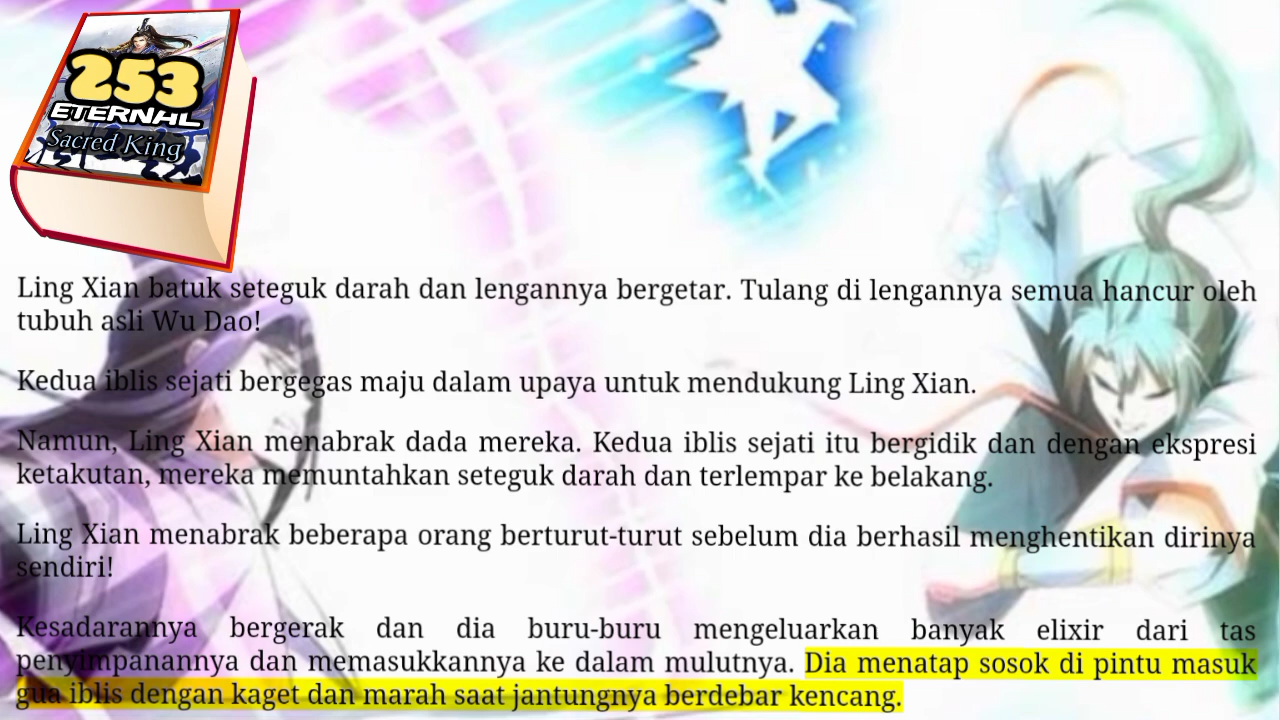 253
ETERNAL
Sacred King
Ling Xian batuk seteguk darah dan lengannya bergetar. Tulang di lengannya semua hancur oleh
tubuh asli Wu Dao!
Kedua iblis sejati bergegas maju dalam upaya untuk mendukung Ling Xian.
Namun, Ling Xian menabrak dada mereka. Kedua iblis sejati itu bergidik dan dengan ekspresi
ketakutan, mereka memuntahkan seteguk darah dan terlempar ke belakang.
Ling Xian menabrak beberapa orang berturut-turut sebelum dia berhasil menghentikan dirinya
sendiri!
Kesadarannya bergerak dan dia buru-buru mengeluarkan banyak elixir dari tas
penyimpanannya dan memasukkannya ke dalam mulutnya. Dia menatap sosok di pintu masuk
gua iblis dengan kaget dan marah saat jantungnya berdebar kencang.